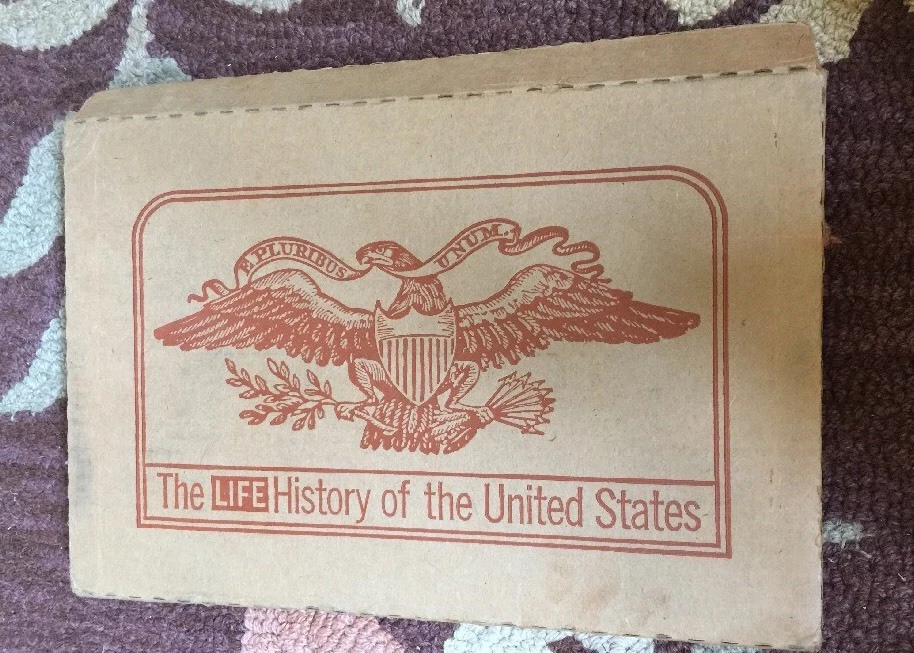 E PLURIBUS UNUM.
The LIFE History of the United States